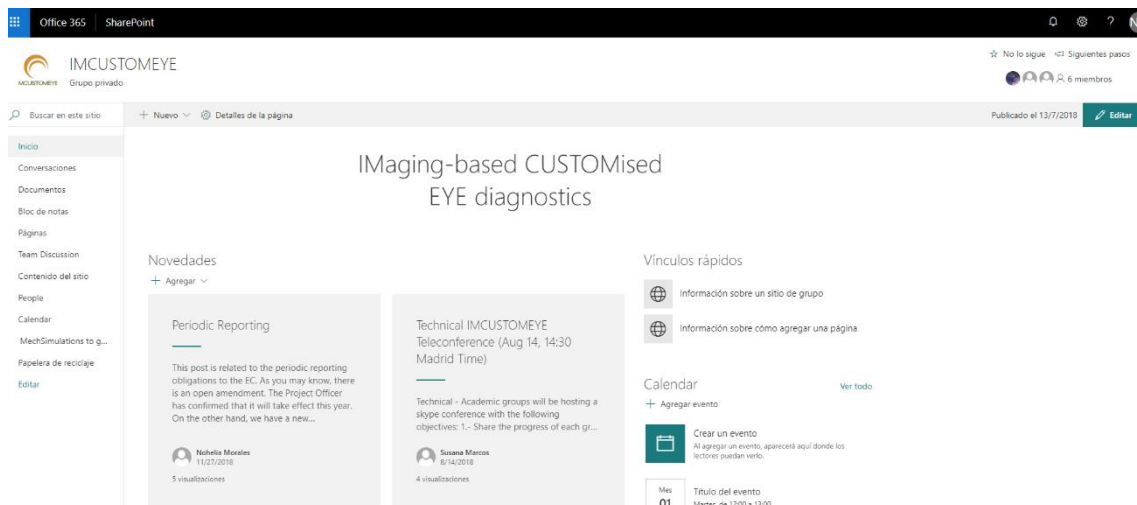 Office 365
SharePoint
?
IMCUSTOMEYE
Grupo privado
No lo sigue
Siguientes pasos
6 miembros
Buscar en este sitio
+ Nuevo
Detalles de la página
Publicado el 13/7/2018
Editar
Inicio
Conversaciones
Documentos
Bloc de notas
Páginas
Team Discussion
Contenido del sitio
People
Calendar
MechSimulations to g...
Papelera de reciclaje
Editar
IMaging-based CUSTOMised
EYE diagnostics
Novedades
+ Agregar
Periodic Reporting
This post is related to the periodic reporting
obligations to the EC. As you may know, there
is an open amendment. The Project Officer
has confirmed that it will take effect this year.
On the other hand, we have a new...
Nohelia Morales
11/27/2018
5 visualizaciones
Technical IMCUSTOMEYE
Teleconference (Aug 14, 14:30
Madrid Time)
Technical - Academic groups will be hosting a
skype conference with the following
objectives: 1.- Share the progress of each gr...
Susana Marcos
8/14/2018
4 visualizaciones
Vínculos rápidos
Información sobre un sitio de grupo
Información sobre cómo agregar una página
Calendar
Ver todo
+ Agregar evento
Crear un evento
Al agregar un evento, aparecerá aquí donde los
lectores puedan verlo.
Mes
01
Título del evento
Martes, de 12:00 a 13:00